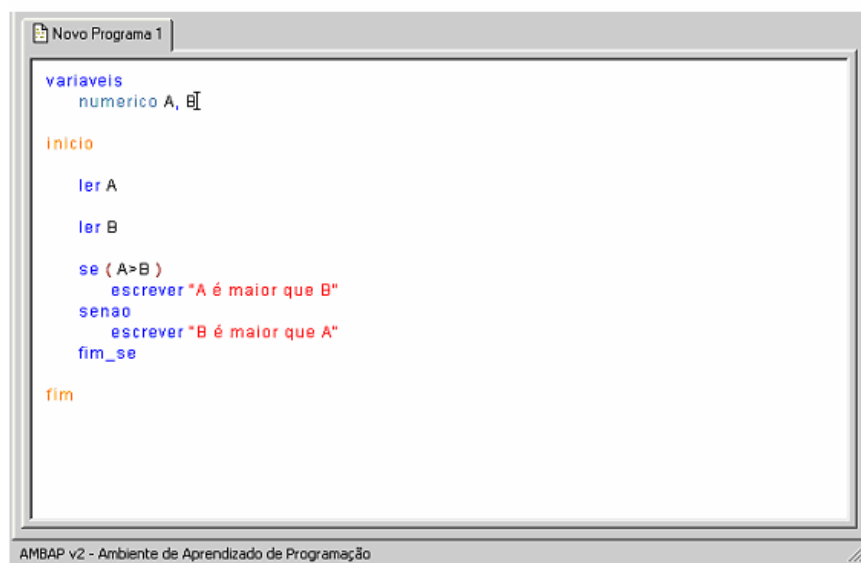 Novo Programa 1
variaveis
numerico A, B
inicio
ler A
ler B
se ( A>B )
escrever "A é maior que B"
senao
escrever "B é maior que A"
fim_se
fim
AMBAP v2 - Ambiente de Aprendizado de Programação